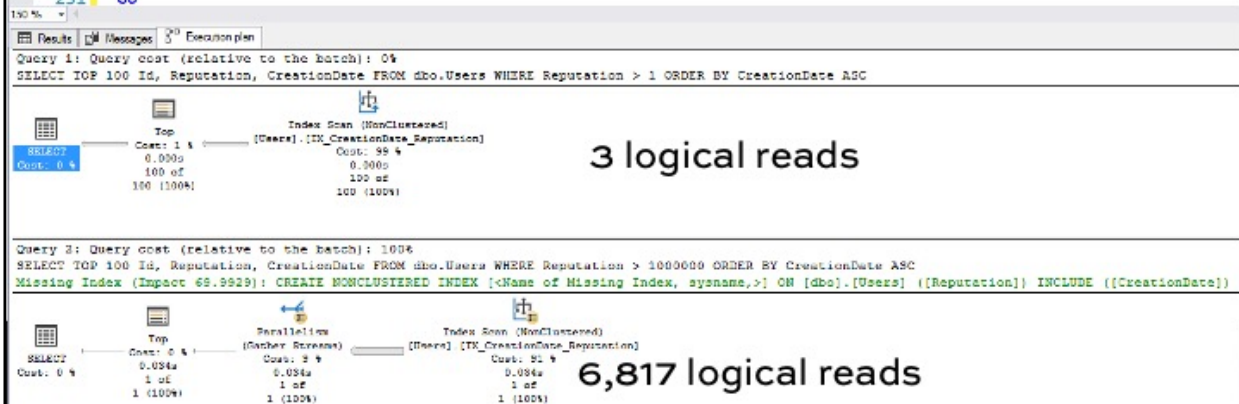 150 %
Results Messages Execution plan
Query 1: Query cost (relative to the batch): 0%
SELECT TOP 100 Id, Reputation, CreationDate FROM dbo.Users WHERE Reputation > 1 ORDER BY CreationDate ASC
SELECT
Cost: 0 %
Top
Cost: 1 %
0.000s
100 of
100 (100%)
Index Scan (NonClustered)
[Users].[IX_CreationDate_Reputation]
Cost: 99 %
0.000s
100 of
100 (100%)
3 logical reads
Query 2: Query cost (relative to the batch): 100%
SELECT TOP 100 Id, Reputation, CreationDate FROM dbo.Users WHERE Reputation > 1000000 ORDER BY CreationDate ASC
Missing Index (Impact 69.9929): CREATE NONCLUSTERED INDEX [<Name of Missing Index, sysname,>] ON [dbo].[Users] ([Reputation]) INCLUDE ([CreationDate])
SELECT
Cost: 0 %
Top
Cost: 0 %
0.034s
1 of
1 (100%)
Parallelism
(Gather Streams)
Cost: 9 %
0.034s
1 of
1 (100%)
Index Scan (NonClustered)
[Users].[IX_CreationDate_Reputation]
Cost: 91 %
0.034s
1 of
1 (100%)
6,817 logical reads